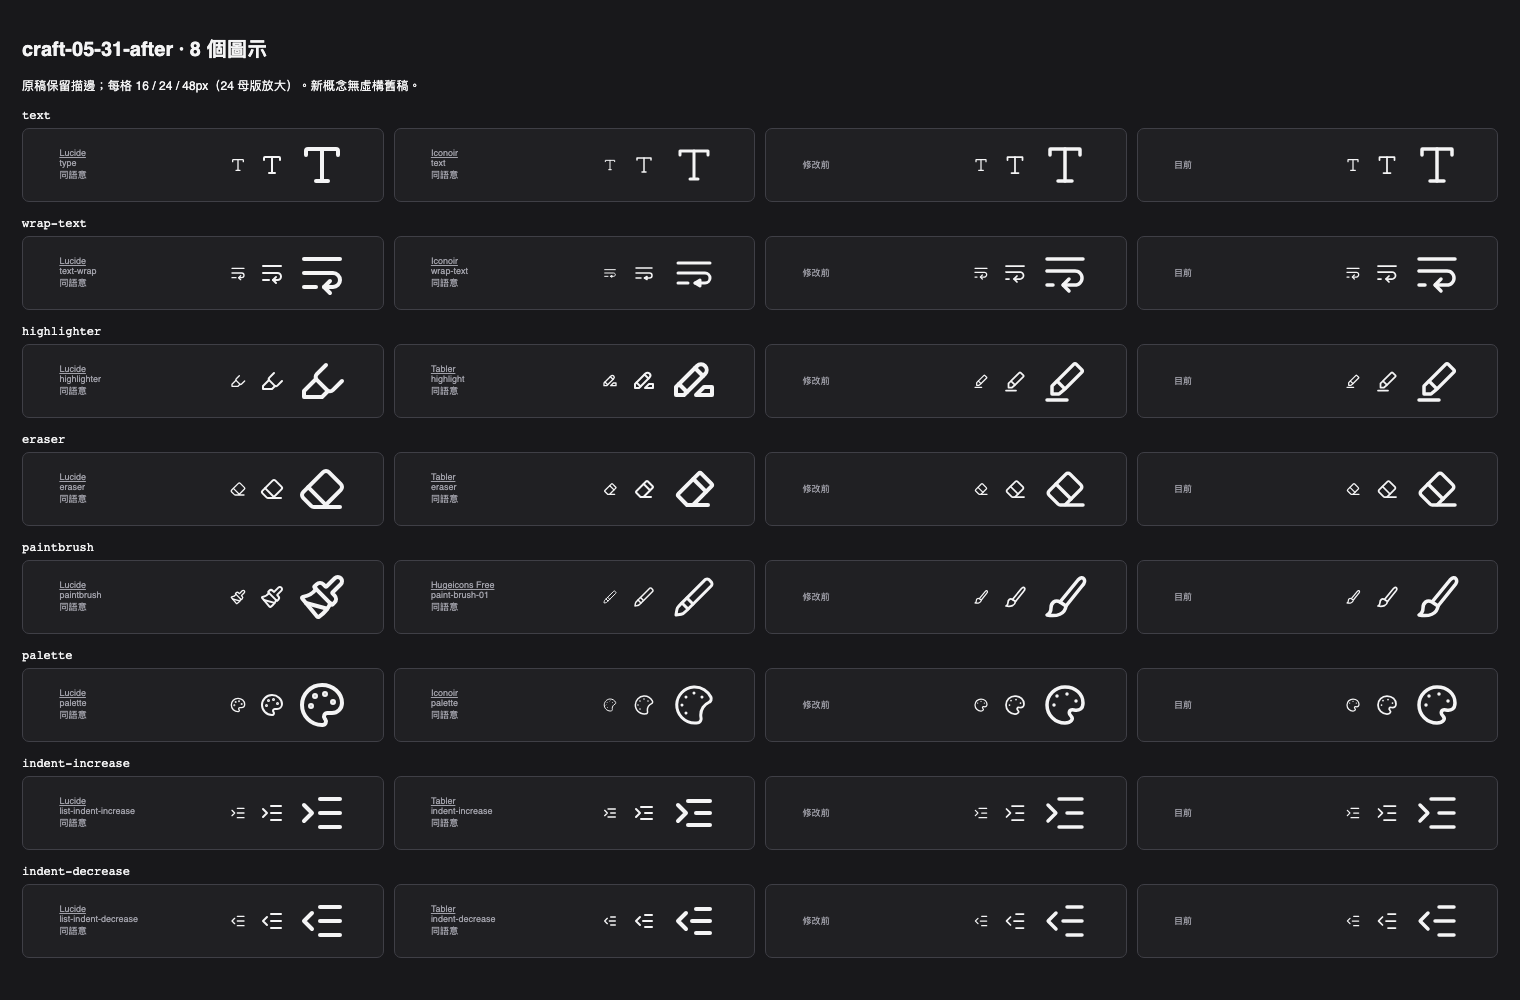 craft-05-31-after · 8 個圖示
原稿保留描邊；每格 16 / 24 / 48px（24 母版放大）。新概念無虛構舊稿。
text
Lucide
type
同語意
Iconoir
text
同語意
修改前
目前
wrap-text
Lucide
text-wrap
同語意
Iconoir
wrap-text
同語意
修改前
目前
highlighter
Lucide
highlighter
同語意
Tabler
highlight
同語意
修改前
目前
eraser
Lucide
eraser
同語意
Tabler
eraser
同語意
修改前
目前
paintbrush
Lucide
paintbrush
同語意
Hugeicons Free
paint-brush-01
同語意
修改前
目前
palette
Lucide
palette
同語意
Iconoir
palette
同語意
修改前
目前
indent-increase
Lucide
list-indent-increase
同語意
Tabler
indent-increase
同語意
修改前
目前
indent-decrease
Lucide
list-indent-decrease
同語意
Tabler
indent-decrease
同語意
修改前
目前